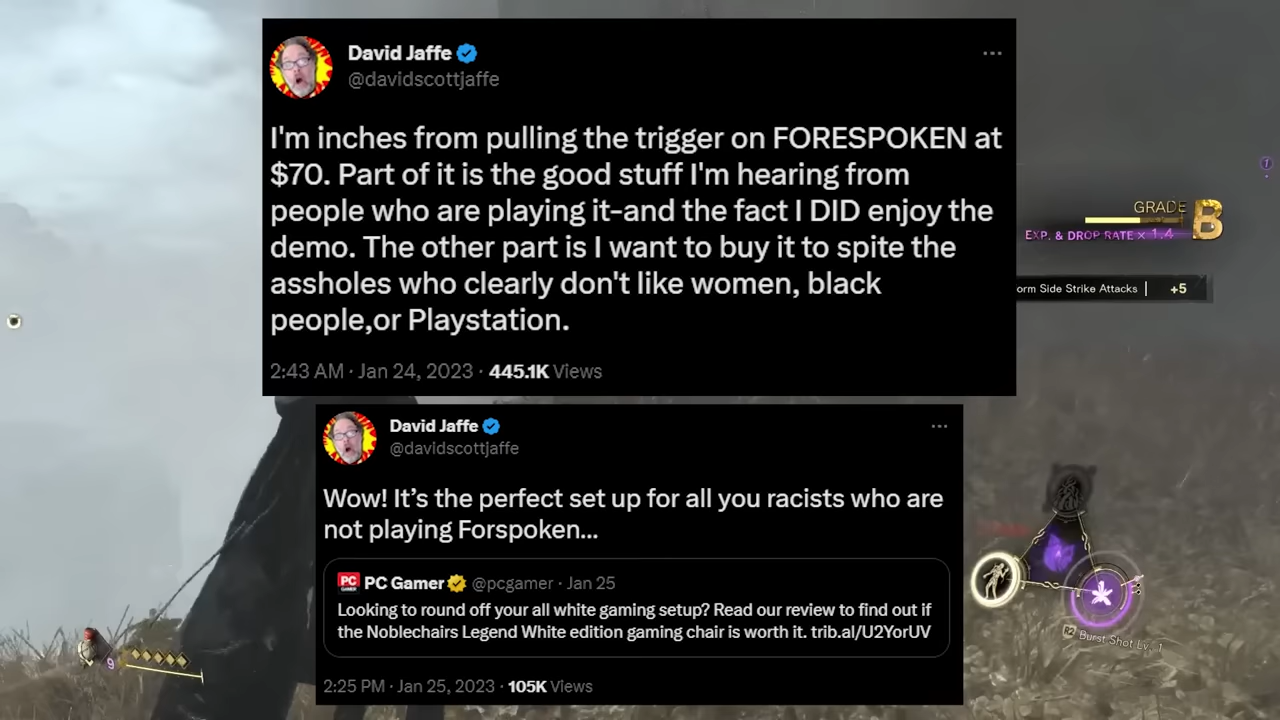 David Jaffe
@davidscottjaffe
I'm inches from pulling the trigger on FORESPOKEN at
$70. Part of it is the good stuff I'm hearing from
people who are playing it-and the fact I DID enjoy the
demo. The other part is I want to buy it to spite the
assholes who clearly don't like women, black
people,or Playstation.
2:43 AM · Jan 24, 2023 · 445.1K Views
GRADE B
EXP. & DROP RATE × 1.4
orm Side Strike Attacks | +5
David Jaffe
@davidscottjaffe
Wow! It’s the perfect set up for all you racists who are
not playing Forspoken...
PC GAMER
PC Gamer @pcgamer · Jan 25
Looking to round off your all white gaming setup? Read our review to find out if
the Noblechairs Legend White edition gaming chair is worth it. trib.al/U2YorUV
2:25 PM · Jan 25, 2023 · 105K Views
9
R2 Burst Shot Lv. 1